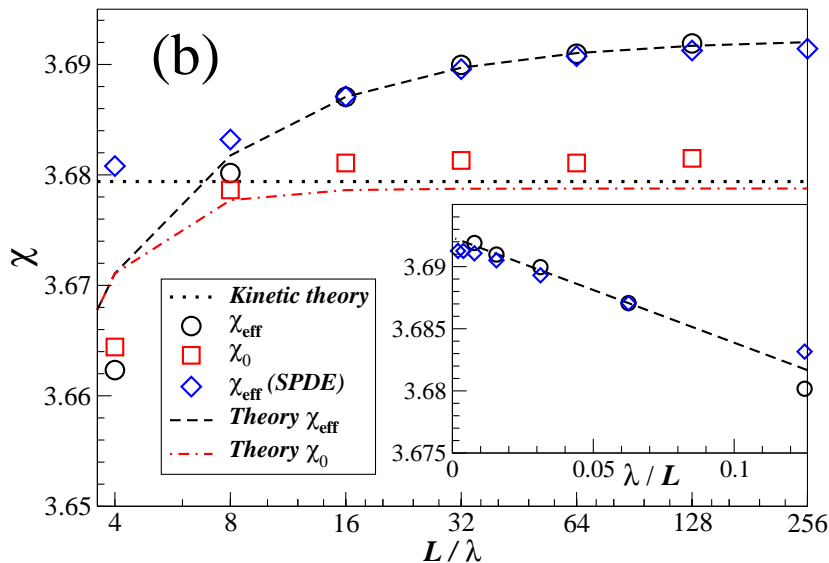 (b)
χ
3.69
3.68
3.67
3.66
3.65
4 8 16 32 64 128 256
L / λ
Kinetic theory
χeff
χ0
χeff (SPDE)
Theory χeff
Theory χ0
3.69
3.685
3.68
3.675
0 0.05 0.1
λ / L